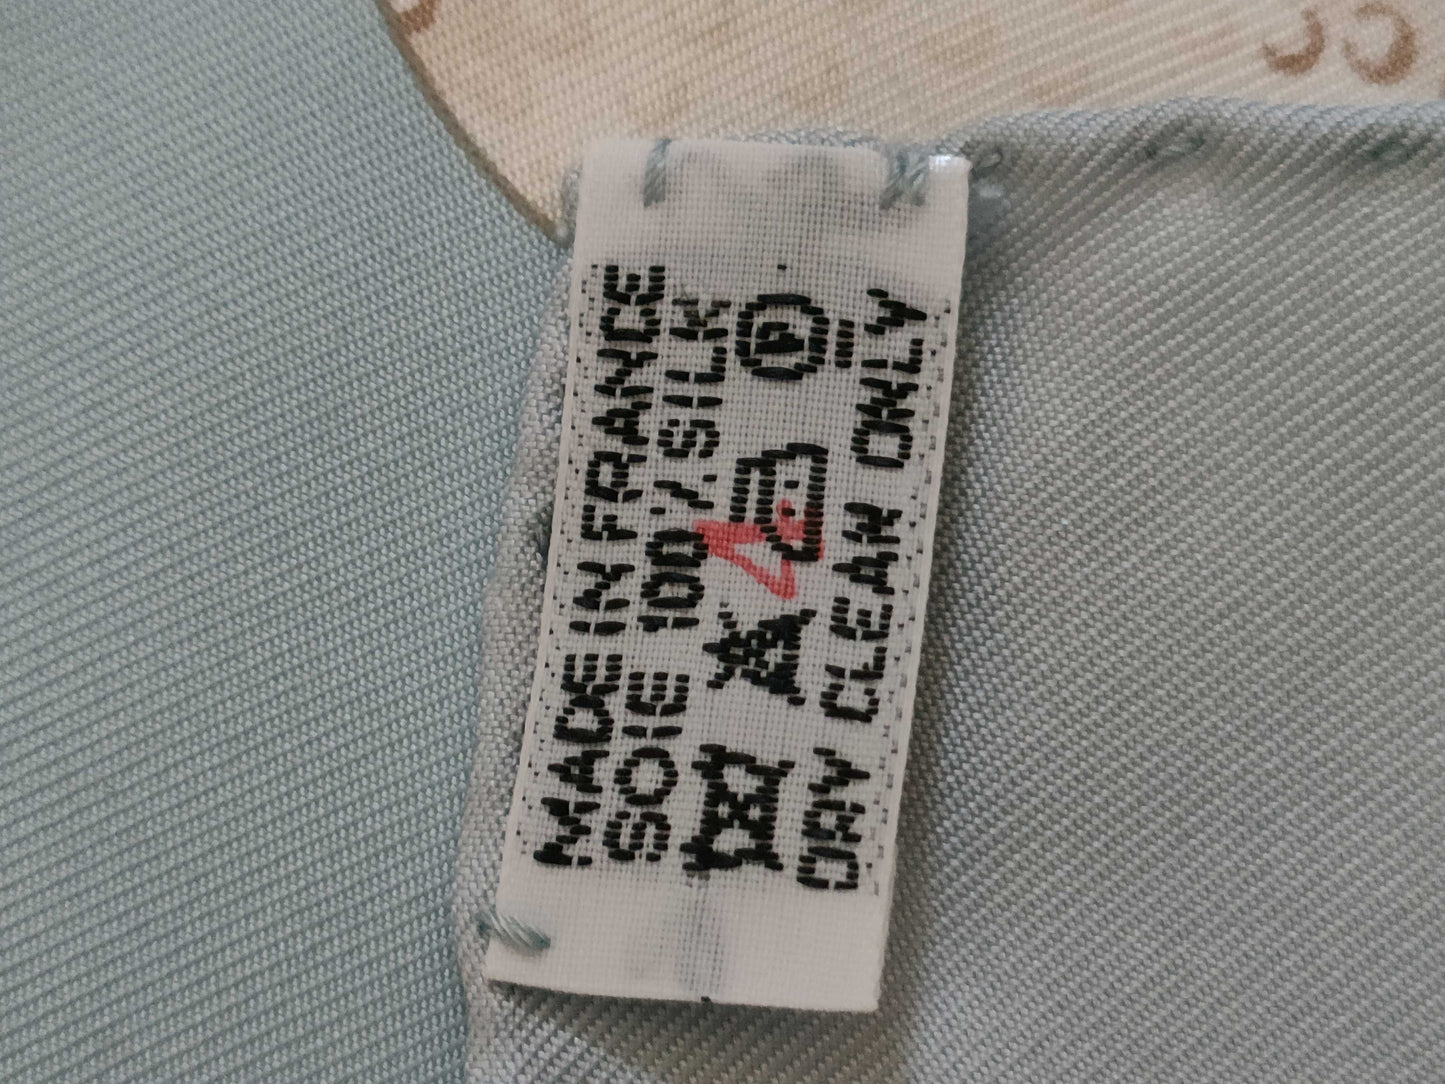 MADE IN FRANCE
SOIE 100% SILK
P
DRY CLEAN ONLY